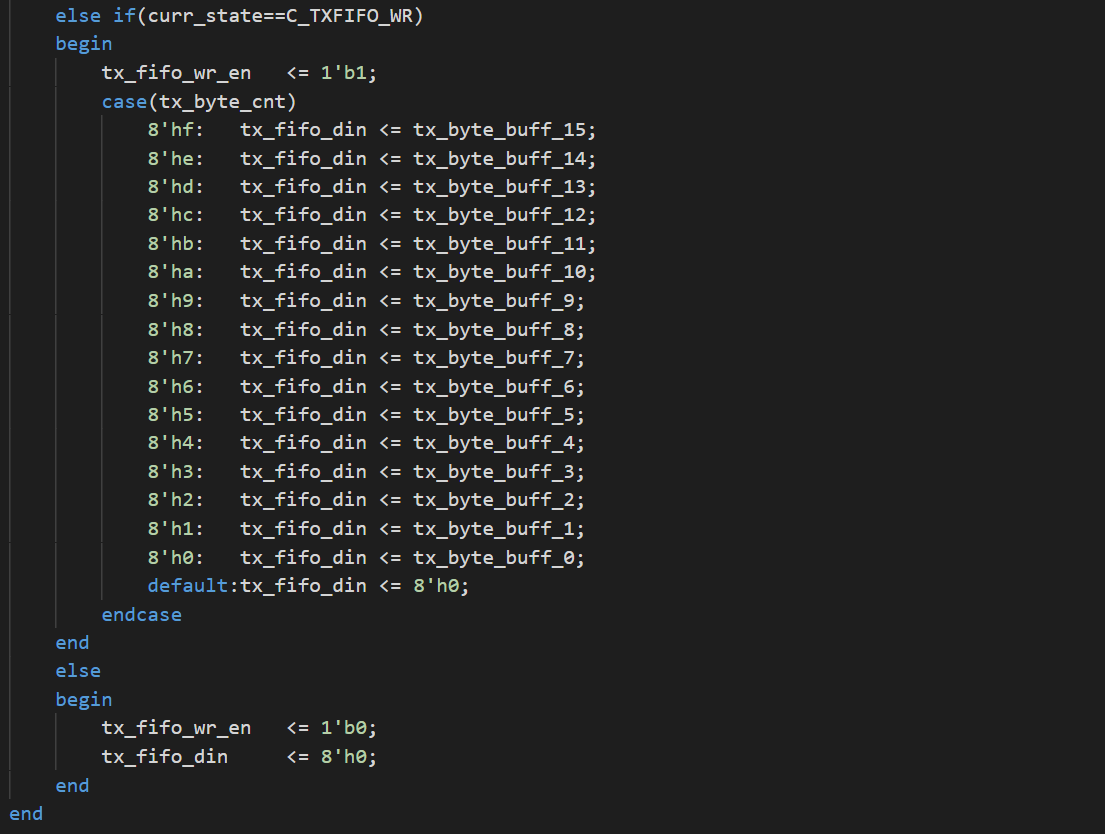 else if(curr_state==C_TXFIFO_WR)
begin
tx_fifo_wr_en <= 1'b1;
case(tx_byte_cnt)
8'hf: tx_fifo_din <= tx_byte_buff_15;
8'he: tx_fifo_din <= tx_byte_buff_14;
8'hd: tx_fifo_din <= tx_byte_buff_13;
8'hc: tx_fifo_din <= tx_byte_buff_12;
8'hb: tx_fifo_din <= tx_byte_buff_11;
8'ha: tx_fifo_din <= tx_byte_buff_10;
8'h9: tx_fifo_din <= tx_byte_buff_9;
8'h8: tx_fifo_din <= tx_byte_buff_8;
8'h7: tx_fifo_din <= tx_byte_buff_7;
8'h6: tx_fifo_din <= tx_byte_buff_6;
8'h5: tx_fifo_din <= tx_byte_buff_5;
8'h4: tx_fifo_din <= tx_byte_buff_4;
8'h3: tx_fifo_din <= tx_byte_buff_3;
8'h2: tx_fifo_din <= tx_byte_buff_2;
8'h1: tx_fifo_din <= tx_byte_buff_1;
8'h0: tx_fifo_din <= tx_byte_buff_0;
default:tx_fifo_din <= 8'h0;
endcase
end
else
begin
tx_fifo_wr_en <= 1'b0;
tx_fifo_din <= 8'h0;
end
end